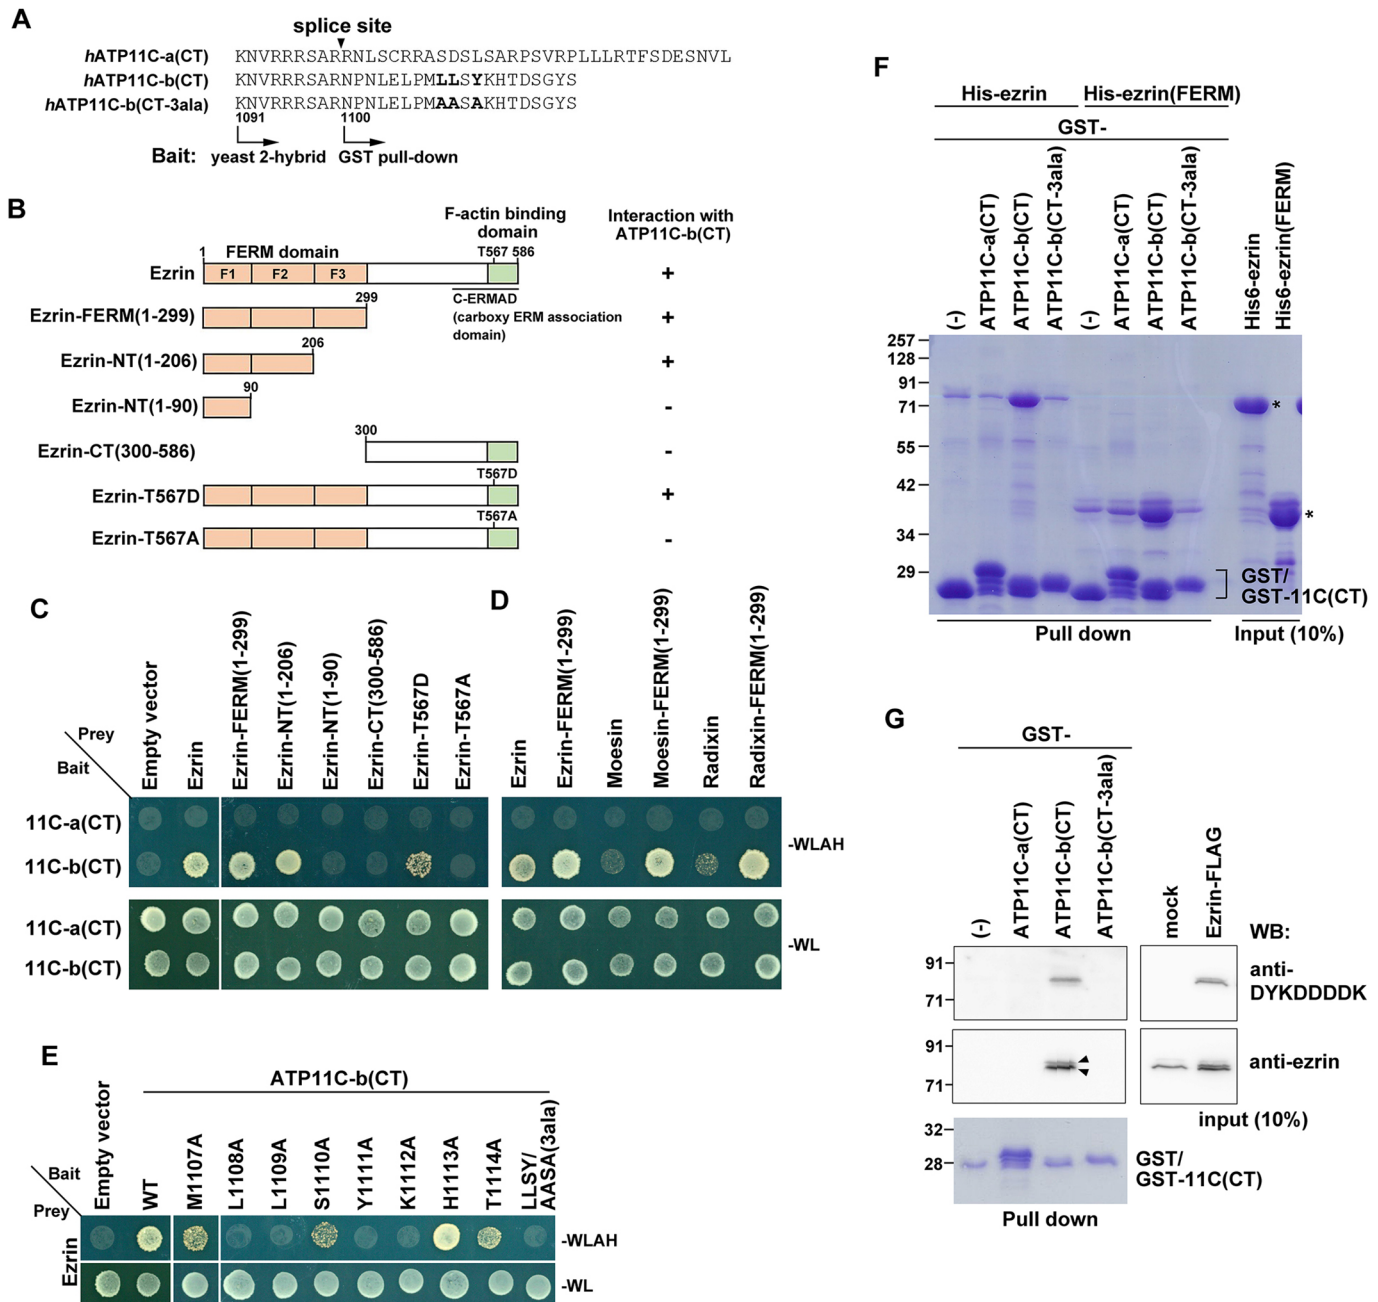 A
splice site
hATP11C-a(CT) KNVRRRSARRNLSCRRASDSLSARPSVRPLLLRTFSDESNVL
hATP11C-b(CT) KNVRRRSARNPNLELPMLLSYKHTDSGYS
hATP11C-b(CT-3ala) KNVRRRSARNPNLELPMAASAKHTDSGYS
1091 1100
Bait: yeast 2-hybrid GST pull-down
B
F-actin binding domain
Interaction with ATP11C-b(CT)
1 FERM domain T567 586
Ezrin F1 F2 F3 +
C-ERMAD
(carboxy ERM association domain)
299
Ezrin-FERM(1-299) +
206
Ezrin-NT(1-206) +
90
Ezrin-NT(1-90) -
300
Ezrin-CT(300-586) -
T567D
Ezrin-T567D +
T567A
Ezrin-T567A -
C
Prey
Bait
Empty vector
Ezrin
Ezrin-FERM(1-299)
Ezrin-NT(1-206)
Ezrin-NT(1-90)
Ezrin-CT(300-586)
Ezrin-T567D
Ezrin-T567A
11C-a(CT)
11C-b(CT)
11C-a(CT)
11C-b(CT)
D
Ezrin
Ezrin-FERM(1-299)
Moesin
Moesin-FERM(1-299)
Radixin
Radixin-FERM(1-299)
-WLAH
-WL
E
ATP11C-b(CT)
Bait
Prey
Empty vector
WT
M1107A
L1108A
L1109A
S1110A
Y1111A
K1112A
H1113A
T1114A
LLSY/
AASA(3ala)
Ezrin
-WLAH
-WL
F
His-ezrin His-ezrin(FERM)
GST-
(-)
ATP11C-a(CT)
ATP11C-b(CT)
ATP11C-b(CT-3ala)
(-)
ATP11C-a(CT)
ATP11C-b(CT)
ATP11C-b(CT-3ala)
His6-ezrin
His6-ezrin(FERM)
257
128
91
71
55
42
34
29
*
*
GST/
GST-11C(CT)
Pull down Input (10%)
G
GST-
(-)
ATP11C-a(CT)
ATP11C-b(CT)
ATP11C-b(CT-3ala)
mock
Ezrin-FLAG
WB:
91
71
anti-
DYKDDDDK
91
71
anti-ezrin
input (10%)
32
28
GST/
GST-11C(CT)
Pull down